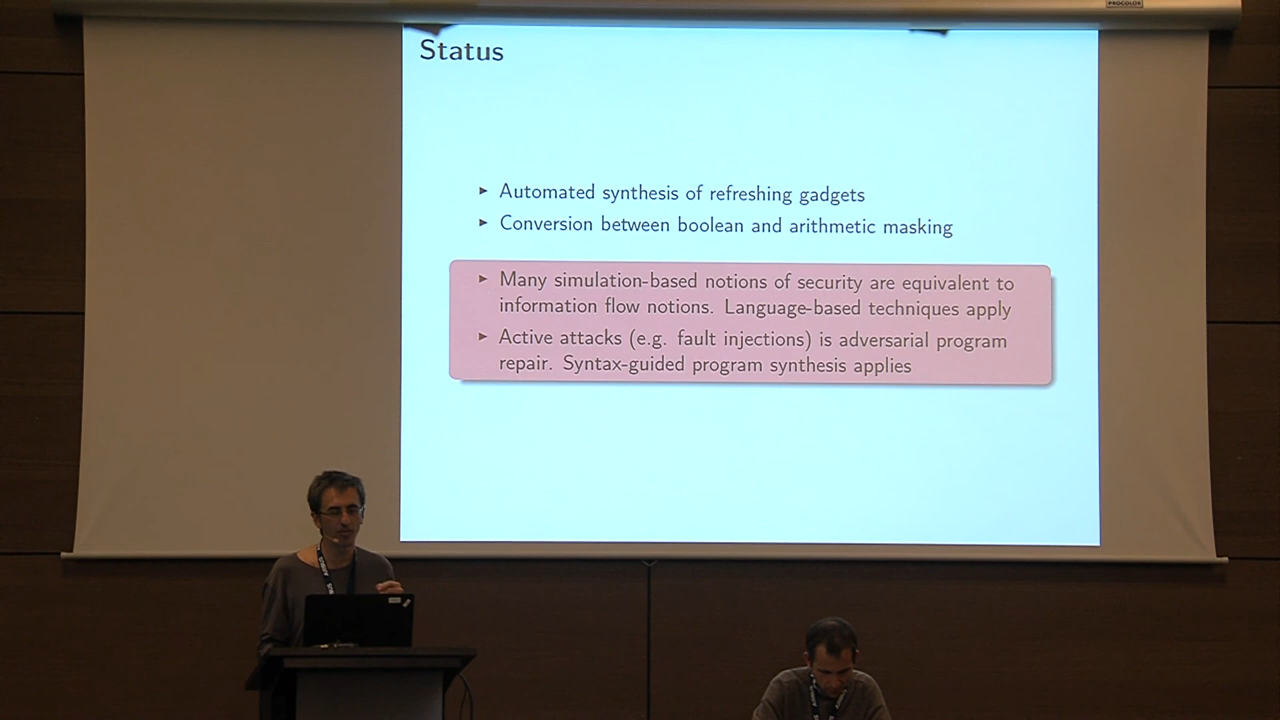 PROCOLOR
Status
▶ Automated synthesis of refreshing gadgets
▶ Conversion between boolean and arithmetic masking
▶ Many simulation-based notions of security are equivalent to
information flow notions. Language-based techniques apply
▶ Active attacks (e.g. fault injections) is adversarial program
repair. Syntax-guided program synthesis applies